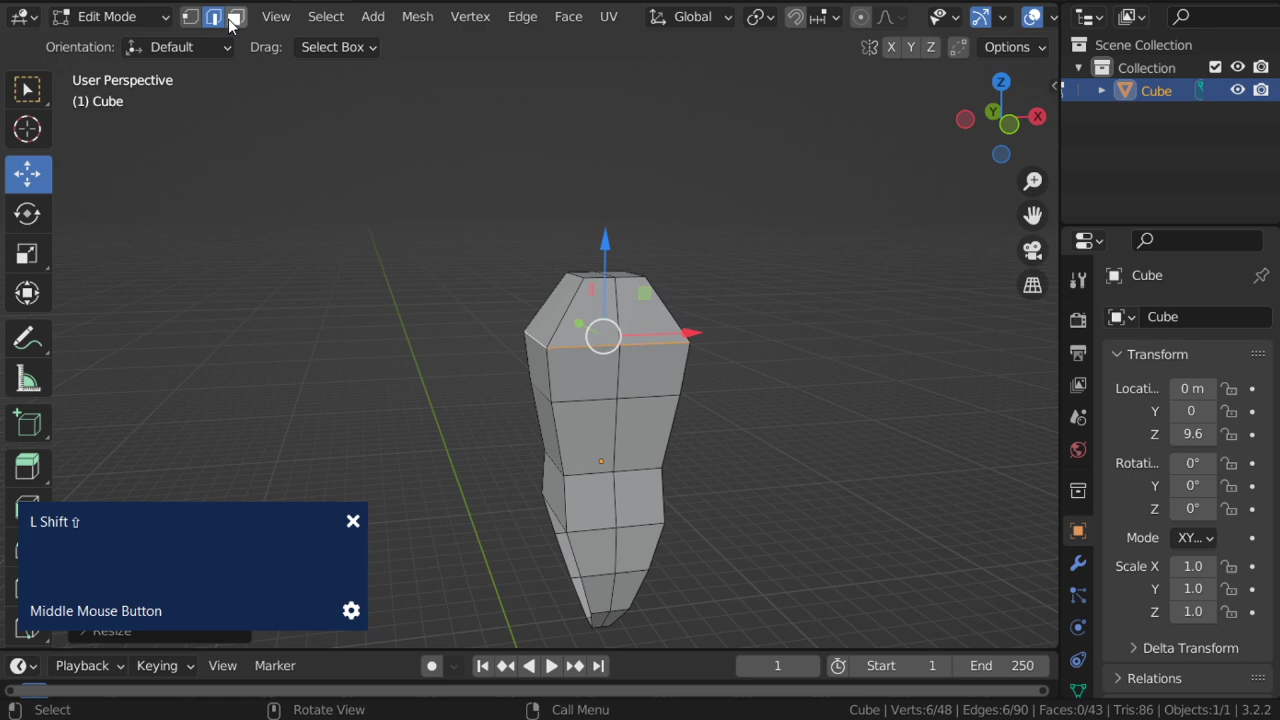 Edit Mode View Select Add Mesh Vertex Edge Face UV Global
Orientation: Default Drag: Select Box X Y Z Options
User Perspective
(1) Cube
Z
Y
X
Scene Collection
Collection
Cube
Cube
Cube
Transform
Locati... 0 m
Y 0
Z 9.6
Rotati... 0°
Y 0°
Z 0°
Mode XY...
Scale X 1.0
Y 1.0
Z 1.0
Delta Transform
Relations
L Shift ⇧
Middle Mouse Button
Resize
Playback Keying View Marker 1 Start 1 End 250
Select Rotate View Call Menu Cube | Verts:6/48 | Edges:6/90 | Faces:0/43 | Tris:86 | Objects:1/1 | 3.2.2